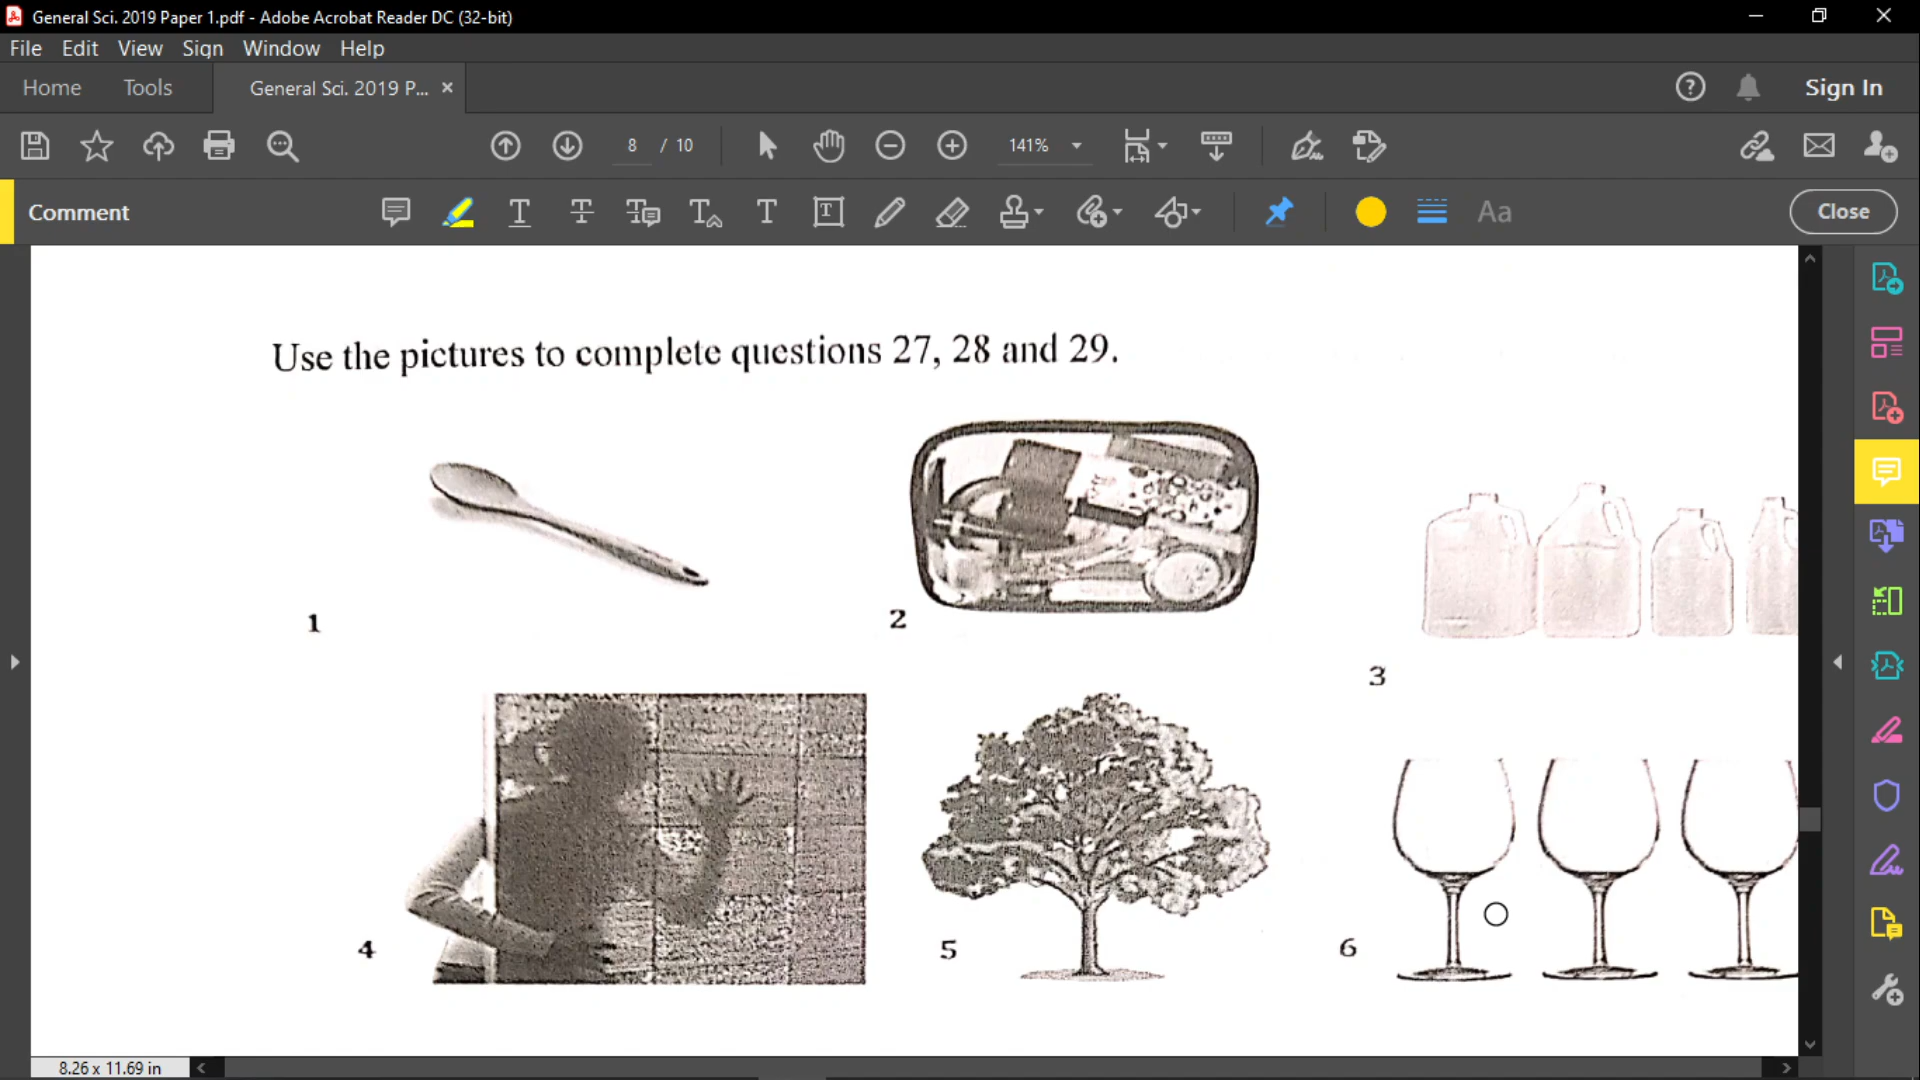 General Sci. 2019 Paper 1.pdf - Adobe Acrobat Reader DC (32-bit)
File Edit View Sign Window Help
Home Tools General Sci. 2019 P... × Sign In
8 / 10 141%
Comment Aa Close
Use the pictures to complete questions 27, 28 and 29.
1
2
3
4
5
6
8.26 x 11.69 in